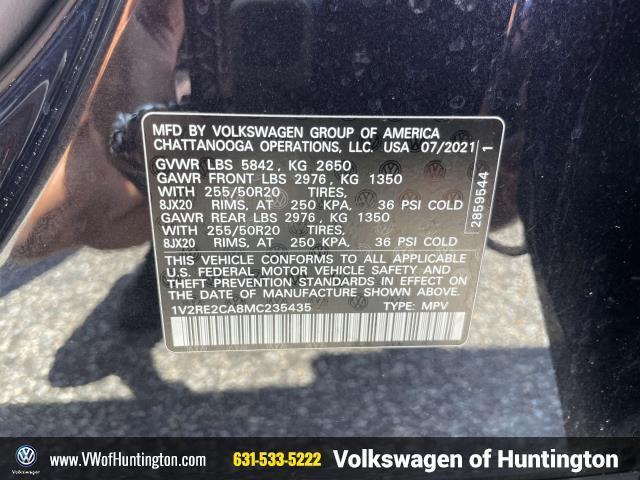 MFD BY VOLKSWAGEN GROUP OF AMERICA
CHATTANOOGA OPERATIONS, LLC. USA 07/2021
1
GVWR LBS 5842, KG 2650
GAWR FRONT LBS 2976, KG 1350
WITH 255/50R20 TIRES,
8JX20 RIMS, AT 250 KPA, 36 PSI COLD
GAWR REAR LBS 2976, KG 1350
WITH 255/50R20 TIRES,
8JX20 RIMS, AT 250 KPA, 36 PSI COLD
2859544
THIS VEHICLE CONFORMS TO ALL APPLICABLE
U.S. FEDERAL MOTOR VEHICLE SAFETY AND
THEFT PREVENTION STANDARDS IN EFFECT ON
THE DATE OF MANUFACTURE SHOWN ABOVE.
1V2RE2CA8MC235435 TYPE: MPV
Volkswagen
www.VWofHuntington.com
631-533-5222
Volkswagen of Huntington